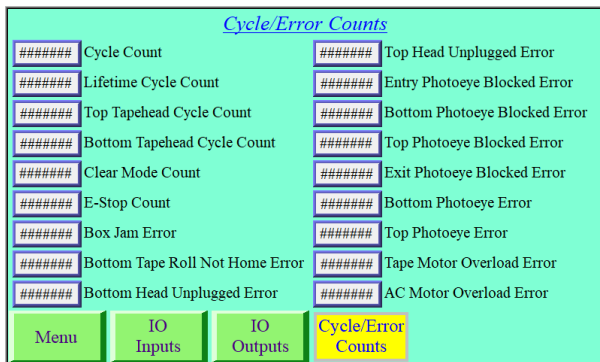 Cycle/Error Counts
####### Cycle Count
####### Lifetime Cycle Count
####### Top Tapehead Cycle Count
####### Bottom Tapehead Cycle Count
####### Clear Mode Count
####### E-Stop Count
####### Box Jam Error
####### Bottom Tape Roll Not Home Error
####### Bottom Head Unplugged Error
####### Top Head Unplugged Error
####### Entry Photoeye Blocked Error
####### Bottom Photoeye Blocked Error
####### Top Photoeye Blocked Error
####### Exit Photoeye Blocked Error
####### Bottom Photoeye Error
####### Top Photoeye Error
####### Tape Motor Overload Error
####### AC Motor Overload Error
Menu
IO
Inputs
IO
Outputs
Cycle/Error
Counts